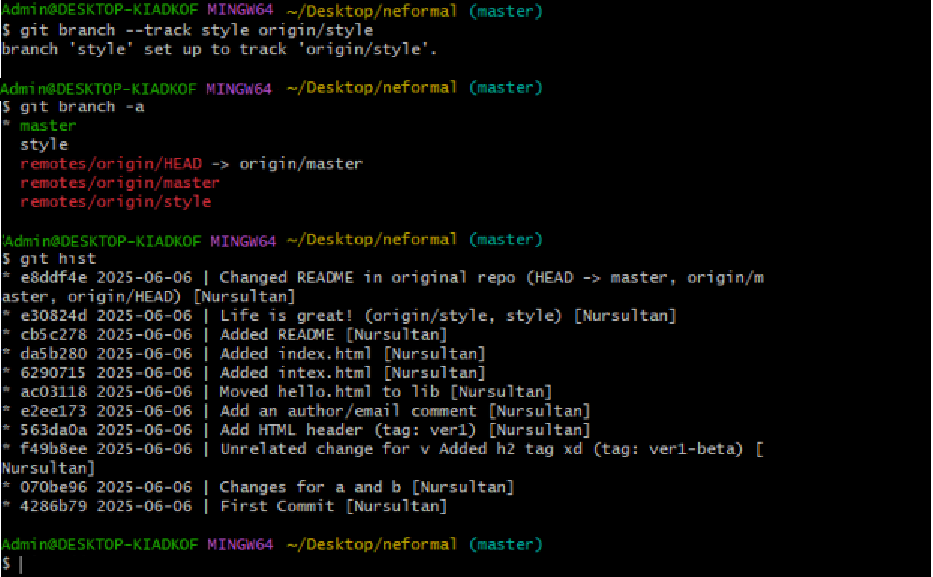 Admin@DESKTOP-KIADKOF MINGW64 ~/Desktop/neformal (master)
$ git branch --track style origin/style
branch 'style' set up to track 'origin/style'.
Admin@DESKTOP-KIADKOF MINGW64 ~/Desktop/neformal (master)
$ git branch -a
* master
style
remotes/origin/HEAD -> origin/master
remotes/origin/master
remotes/origin/style
Admin@DESKTOP-KIADKOF MINGW64 ~/Desktop/neformal (master)
$ git hist
* e8ddf4e 2025-06-06 | Changed README in original repo (HEAD -> master, origin/m
aster, origin/HEAD) [Nursultan]
* e30824d 2025-06-06 | Life is great! (origin/style, style) [Nursultan]
* cb5c278 2025-06-06 | Added README [Nursultan]
* da5b280 2025-06-06 | Added index.html [Nursultan]
* 6290715 2025-06-06 | Added intex.html [Nursultan]
* ac03118 2025-06-06 | Moved hello.html to lib [Nursultan]
* e2ee173 2025-06-06 | Add an author/email comment [Nursultan]
* 563da0a 2025-06-06 | Add HTML header (tag: ver1) [Nursultan]
* f49b8ee 2025-06-06 | Unrelated change for v Added h2 tag xd (tag: ver1-beta) [
Nursultan]
* 070be96 2025-06-06 | Changes for a and b [Nursultan]
* 4286b79 2025-06-06 | First Commit [Nursultan]
Admin@DESKTOP-KIADKOF MINGW64 ~/Desktop/neformal (master)
$